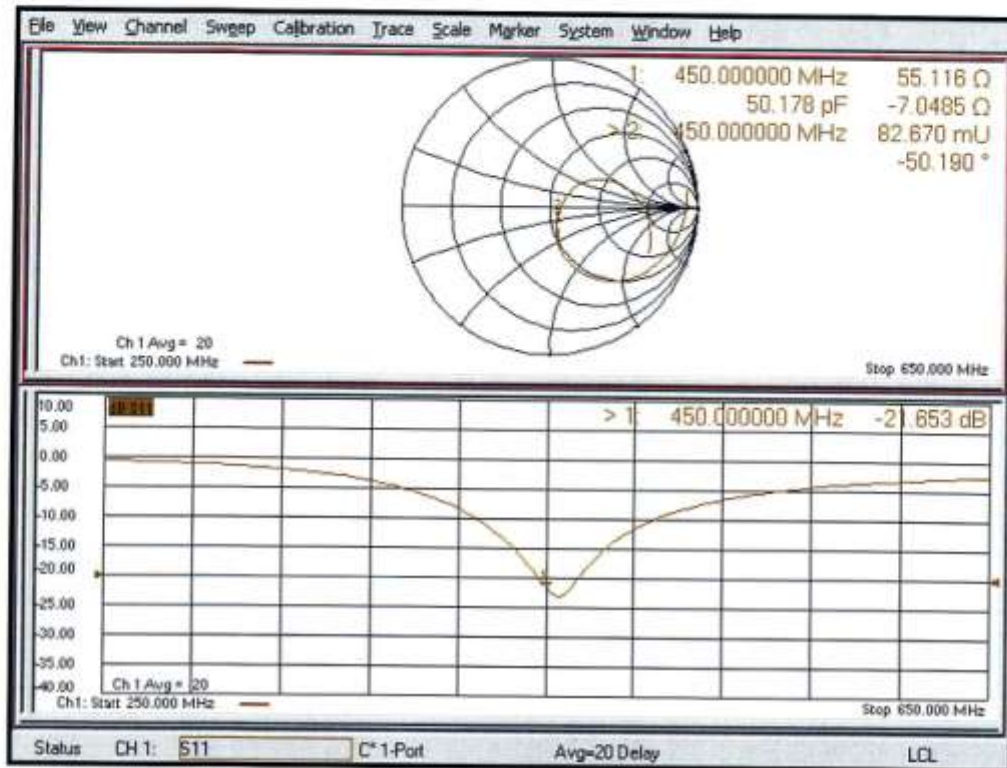 File View Channel Sweep Calibration Trace Scale Marker System Window Help
1: 450.000000 MHz 55.116 Ω
50.178 pF -7.0485 Ω
> 2: 450.000000 MHz 82.670 mU
-50.190 °
Ch 1 Avg = 20
Ch1: Start 250.000 MHz
Stop 650.000 MHz
10.00
5.00
0.00
-5.00
-10.00
-15.00
-20.00
-25.00
-30.00
-35.00
-40.00
> 1: 450.000000 MHz -21.653 dB
Ch 1 Avg = 20
Ch1: Start 250.000 MHz
Stop 650.000 MHz
Status CH 1: S11 C* 1-Port Avg=20 Delay LCL